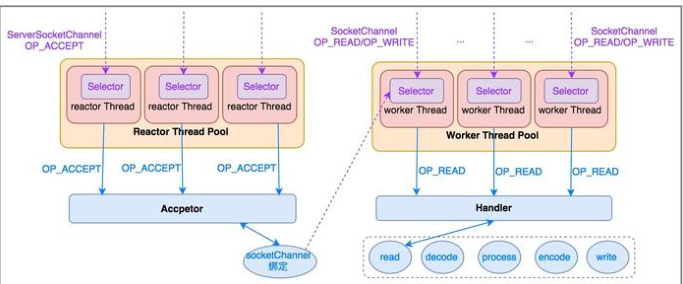 ServerSocketChannel
OP_ACCEPT
SocketChannel
OP_READ/OP_WRITE
...
...
SocketChannel
OP_READ/OP_WRITE
Selector
reactor Thread
Selector
reactor Thread
Selector
reactor Thread
Reactor Thread Pool
Selector
worker Thread
Selector
worker Thread
Selector
worker Thread
Worker Thread Pool
OP_ACCEPT
OP_ACCEPT
OP_ACCEPT
OP_READ
OP_READ
OP_READ
Accpetor
Handler
socketChannel
绑定
read
decode
process
encode
write